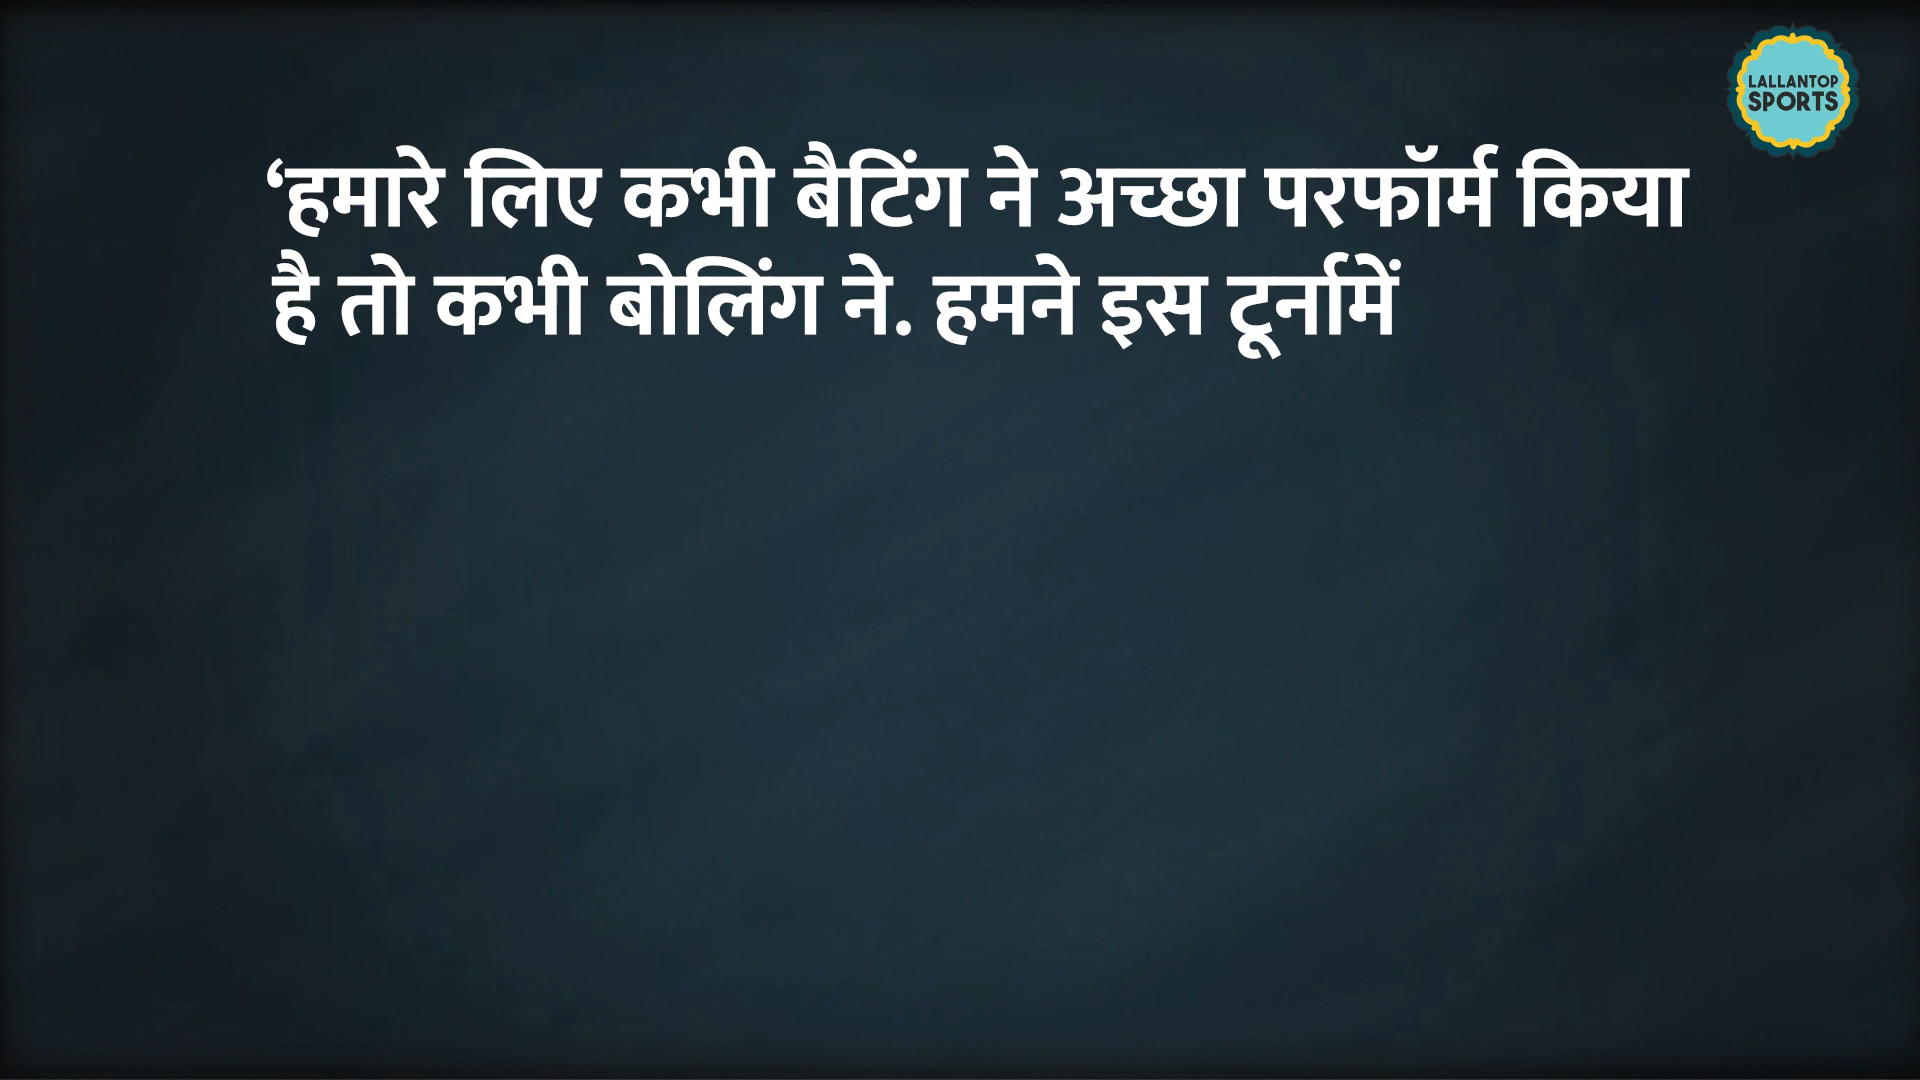 LALLANTOP
SPORTS
‘हमारे लिए कभी बैटिंग ने अच्छा परफॉर्म किया
है तो कभी बोलिंग ने. हमने इस टूर्नामें